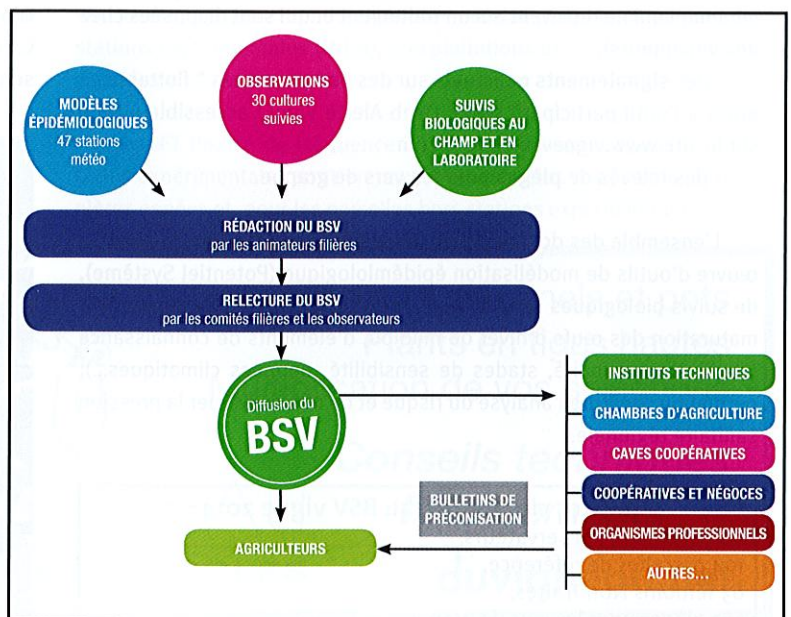 MODÈLES
ÉPIDÉMIOLOGIQUES
47 stations
météo
OBSERVATIONS
30 cultures
suivies
SUIVIS
BIOLOGIQUES AU
CHAMP ET EN
LABORATOIRE
RÉDACTION DU BSV
par les animateurs filières
RELECTURE DU BSV
par les comités filières et les observateurs
Diffusion du
BSV
AGRICULTEURS
BULLETINS DE
PRÉCONISATION
INSTITUTS TECHNIQUES
CHAMBRES D'AGRICULTURE
CAVES COOPÉRATIVES
COOPÉRATIVES ET NÉGOCES
ORGANISMES PROFESSIONNELS
AUTRES...